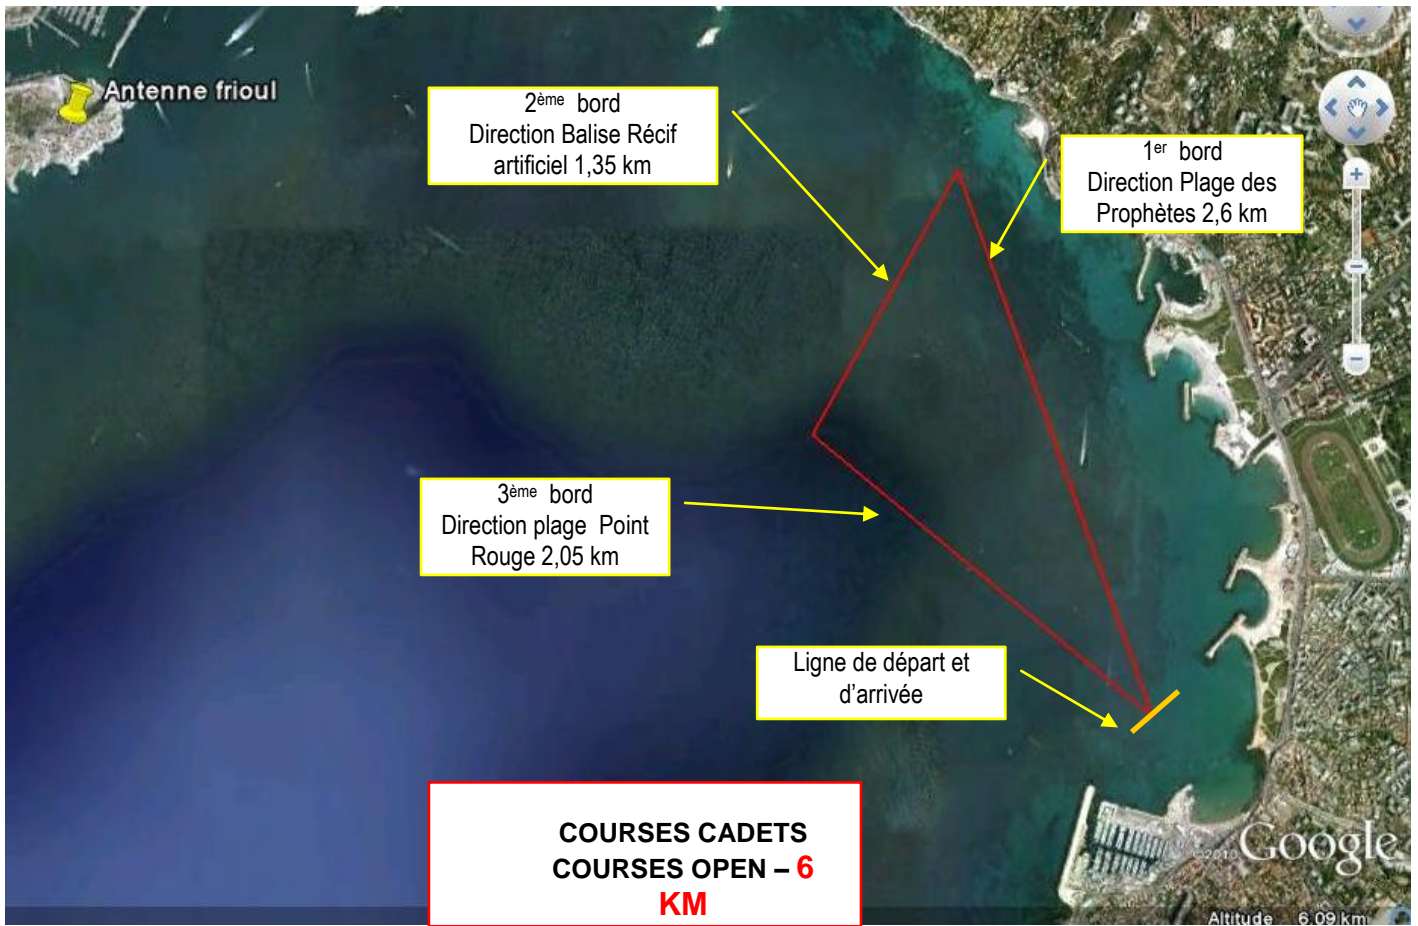 Antenne frioul
2ème bord
Direction Balise Récif
artificiel 1,35 km
1er bord
Direction Plage des
Prophètes 2,6 km
3ème bord
Direction plage Point
Rouge 2,05 km
Ligne de départ et
d’arrivée
COURSES CADETS
COURSES OPEN – 6
KM
©2010 Google
Altitude 6.09 km